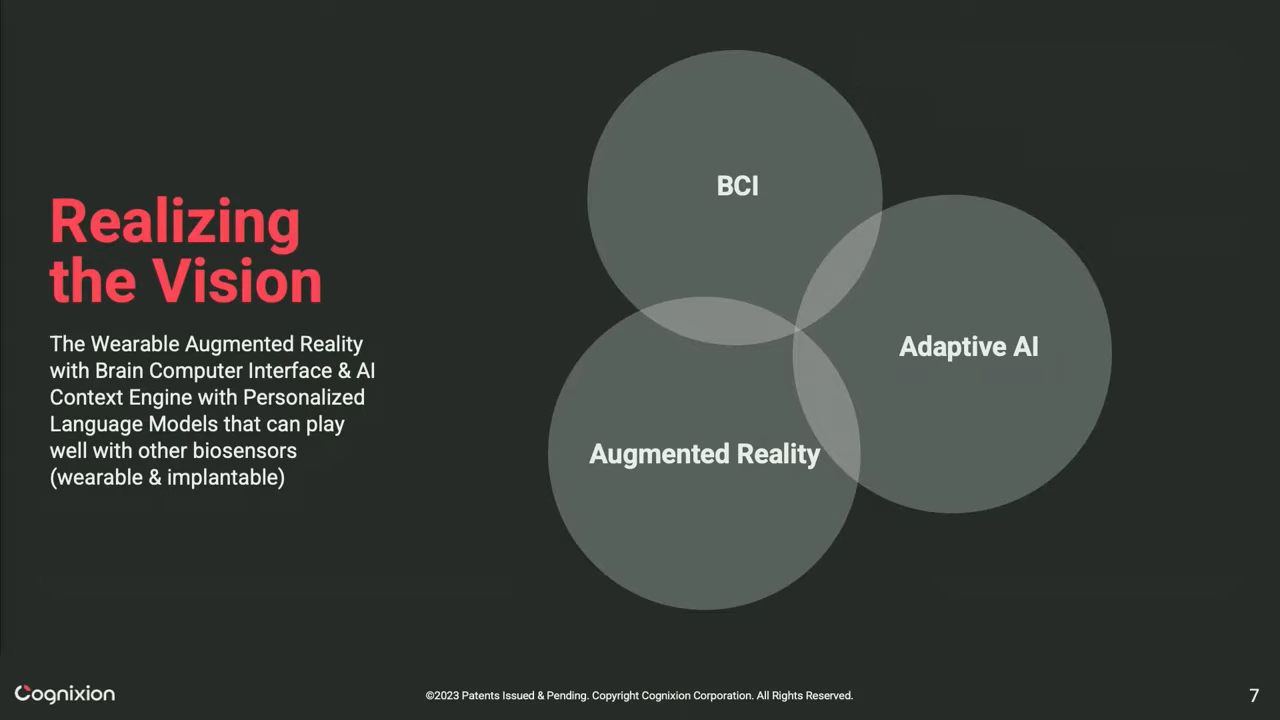 Realizing
the Vision
The Wearable Augmented Reality
with Brain Computer Interface & AI
Context Engine with Personalized
Language Models that can play
well with other biosensors
(wearable & implantable)
BCI
Adaptive AI
Augmented Reality
Cognixion
©2023 Patents Issued & Pending. Copyright Cognixion Corporation. All Rights Reserved.
7